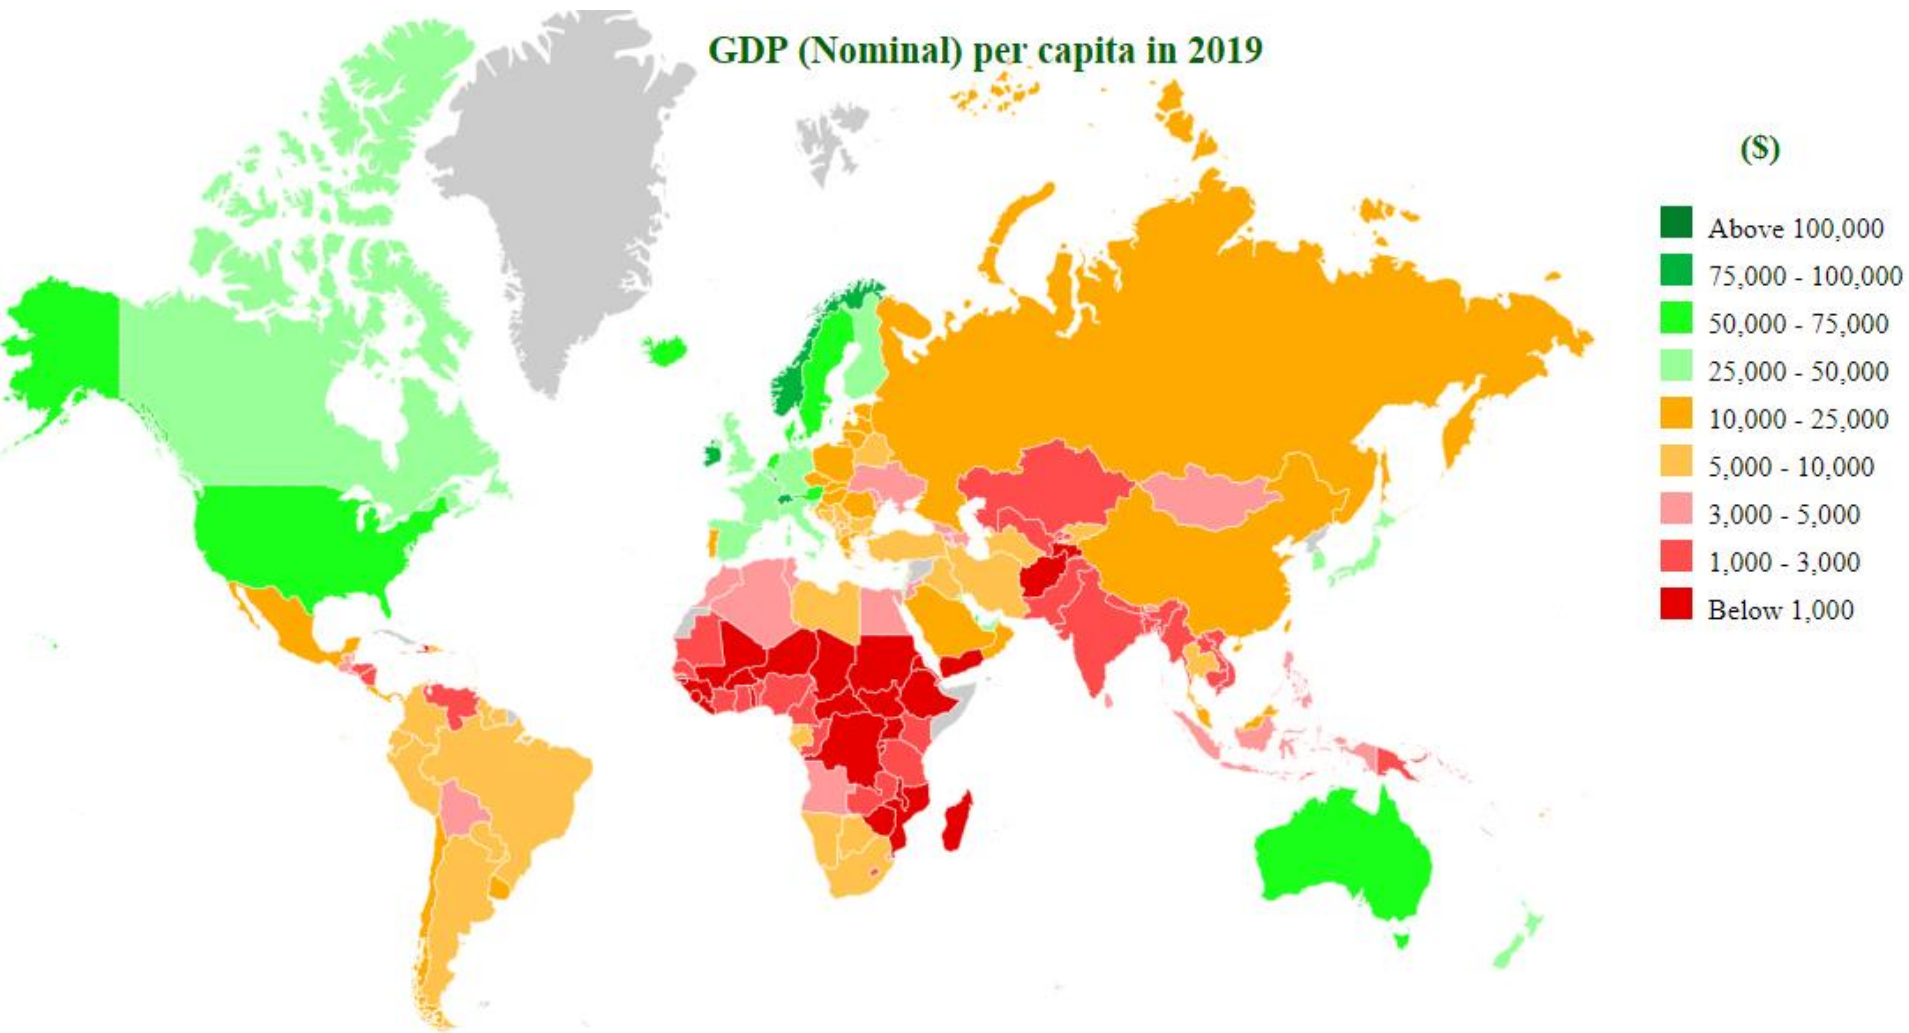 GDP (Nominal) per capita in 2019
($)
Above 100,000
75,000 - 100,000
50,000 - 75,000
25,000 - 50,000
10,000 - 25,000
5,000 - 10,000
3,000 - 5,000
1,000 - 3,000
Below 1,000